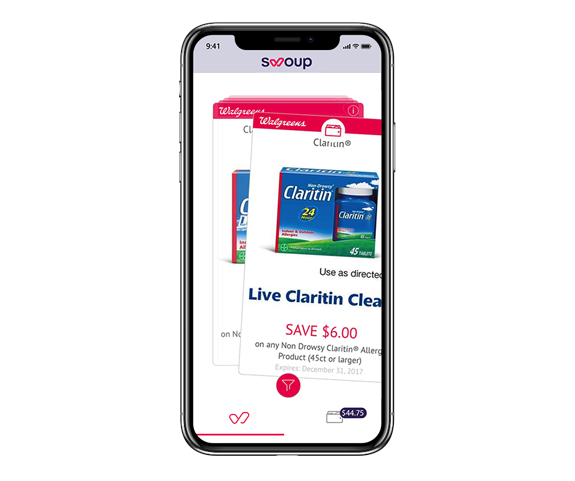 9:41
swoup
Walgreens
Cl
Walgreens
Claritin®
Non-Drowsy
Claritin
24
Indoor & Outdoor
Allergies
Claritin
45 TABLETS
Use as directed
Live Claritin Clea
SAVE $6.00
on No
on any Non Drowsy Claritin® Allerg
Product (45ct or larger)
Expires: December 31, 2017
$44.75